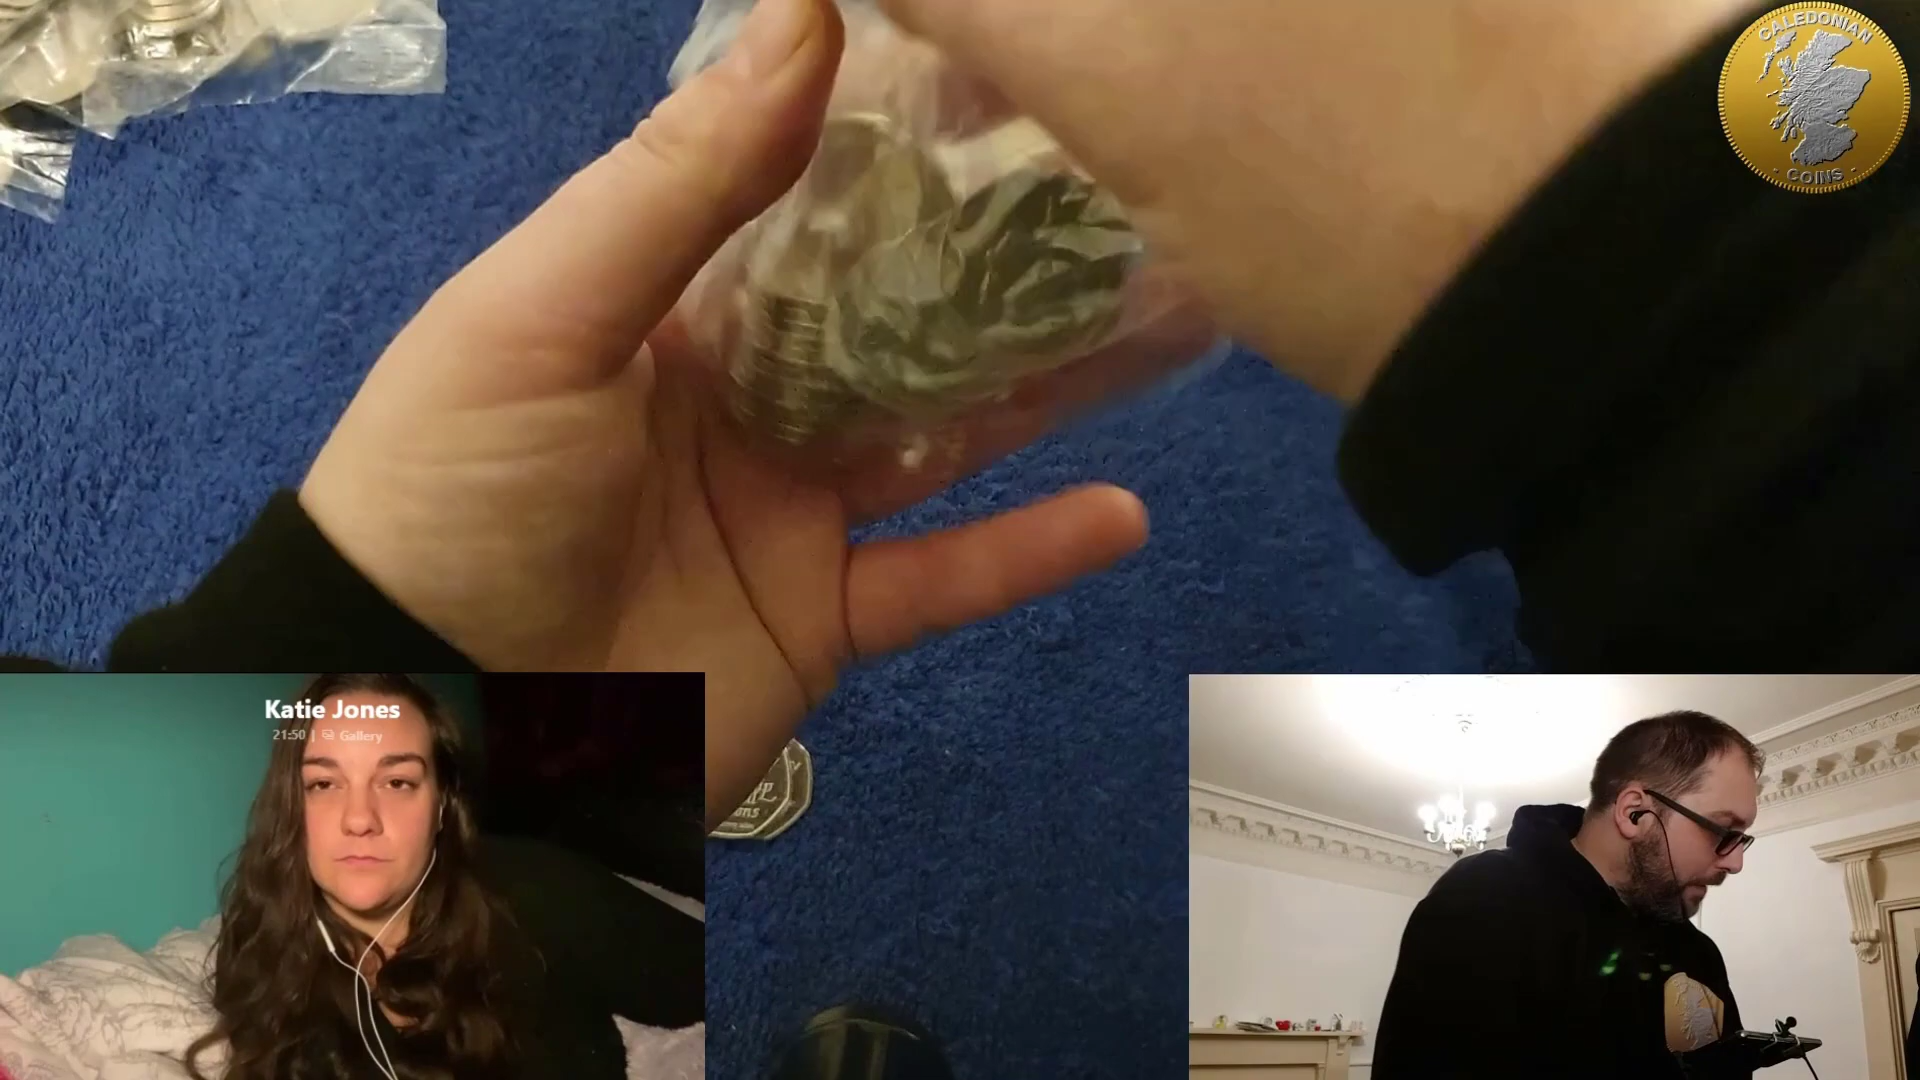 CALEDONIAN
- COINS -
Katie Jones
21:50 | Gallery